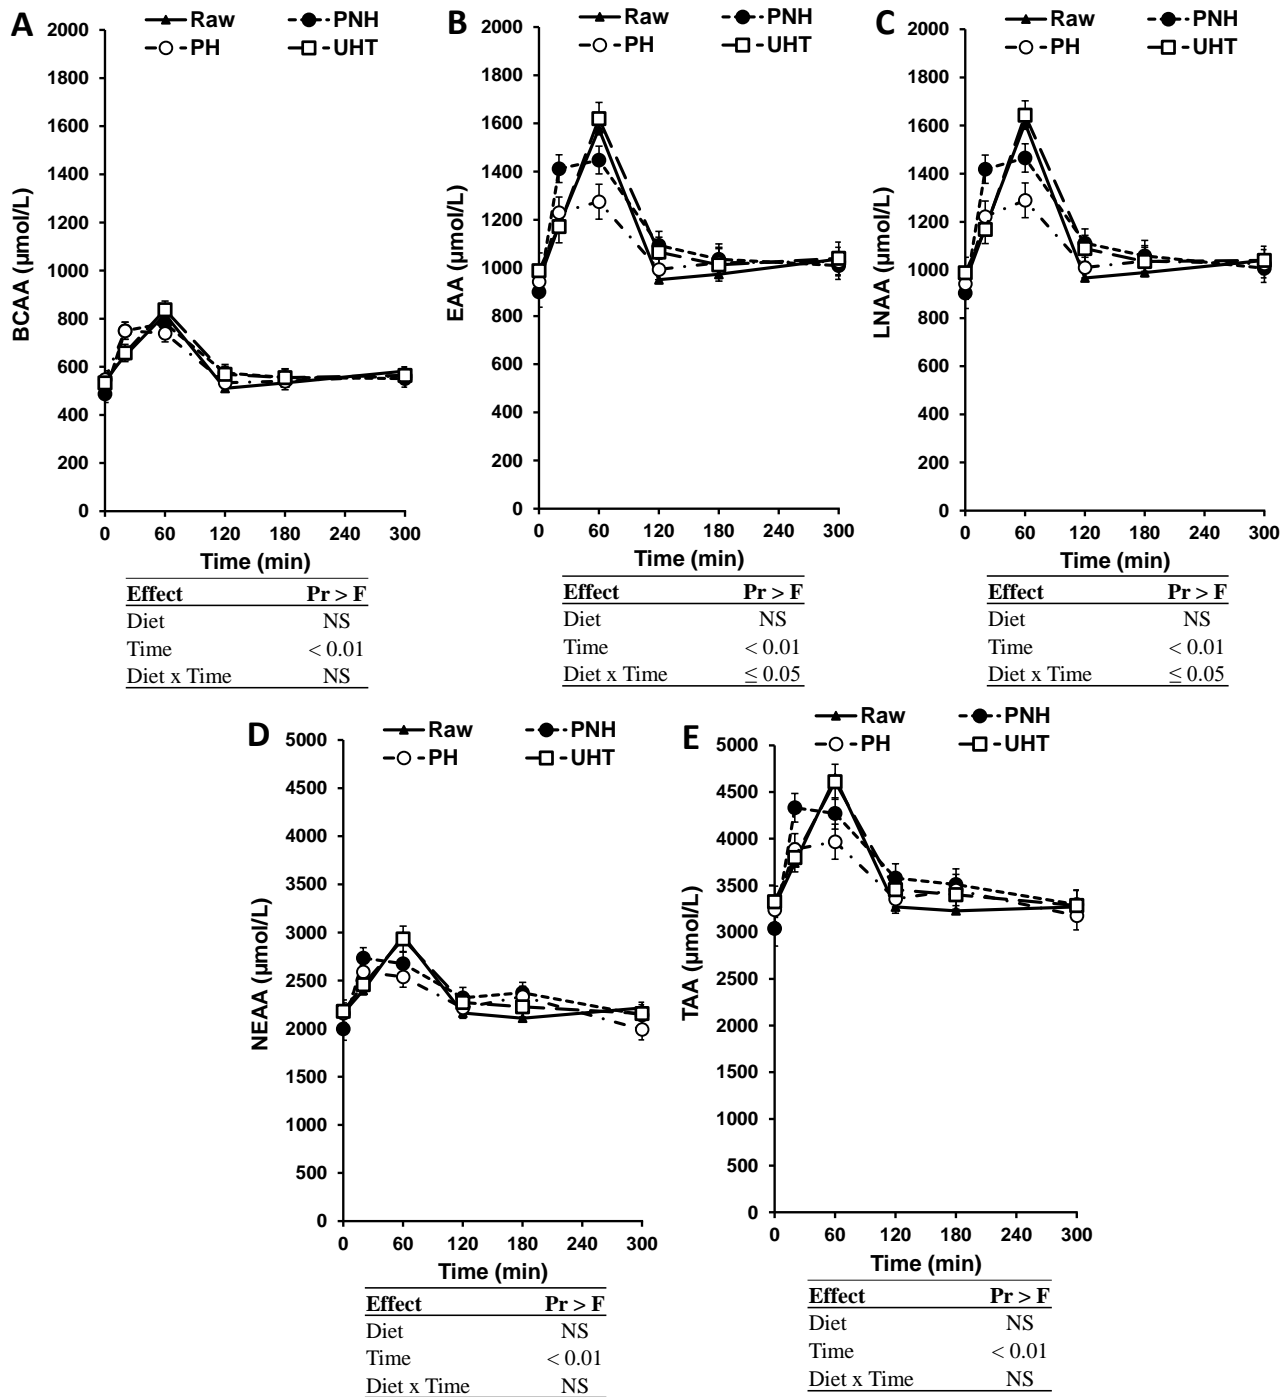 A
Raw PNH
PH UHT
2000
1800
1600
1400
1200
1000
800
600
400
200
0
BCAA (µmol/L)
0 60 120 180 240 300
Time (min)
Effect Pr > F
Diet NS
Time < 0.01
Diet x Time NS
B
Raw PNH
PH UHT
2000
1800
1600
1400
1200
1000
800
600
400
200
0
EAA (µmol/L)
0 60 120 180 240 300
Time (min)
Effect Pr > F
Diet NS
Time < 0.01
Diet x Time ≤ 0.05
C
Raw PNH
PH UHT
2000
1800
1600
1400
1200
1000
800
600
400
200
0
LNAA (µmol/L)
0 60 120 180 240 300
Time (min)
Effect Pr > F
Diet NS
Time < 0.01
Diet x Time ≤ 0.05
D
Raw PNH
PH UHT
5000
4500
4000
3500
3000
2500
2000
1500
1000
500
0
NEAA (µmol/L)
0 60 120 180 240 300
Time (min)
Effect Pr > F
Diet NS
Time < 0.01
Diet x Time NS
E
Raw PNH
PH UHT
5000
4500
4000
3500
3000
2500
2000
1500
1000
500
0
TAA (µmol/L)
0 60 120 180 240 300
Time (min)
Effect Pr > F
Diet NS
Time < 0.01
Diet x Time NS